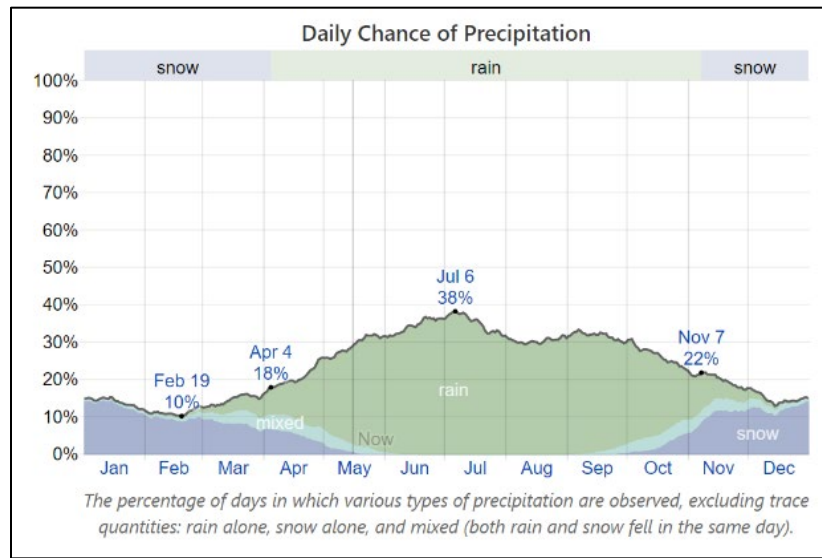 Daily Chance of Precipitation
snow rain snow
100%
90%
80%
70%
60%
50%
Jul 6
40%
38%
Nov 7
30%
Apr 4
22%
18%
20%
Feb 19
10%
rain
10%
mixed
Now
snow
0%
Jan Feb Mar Apr May Jun Jul Aug Sep Oct Nov Dec
The percentage of days in which various types of precipitation are observed, excluding trace
quantities: rain alone, snow alone, and mixed (both rain and snow fell in the same day).